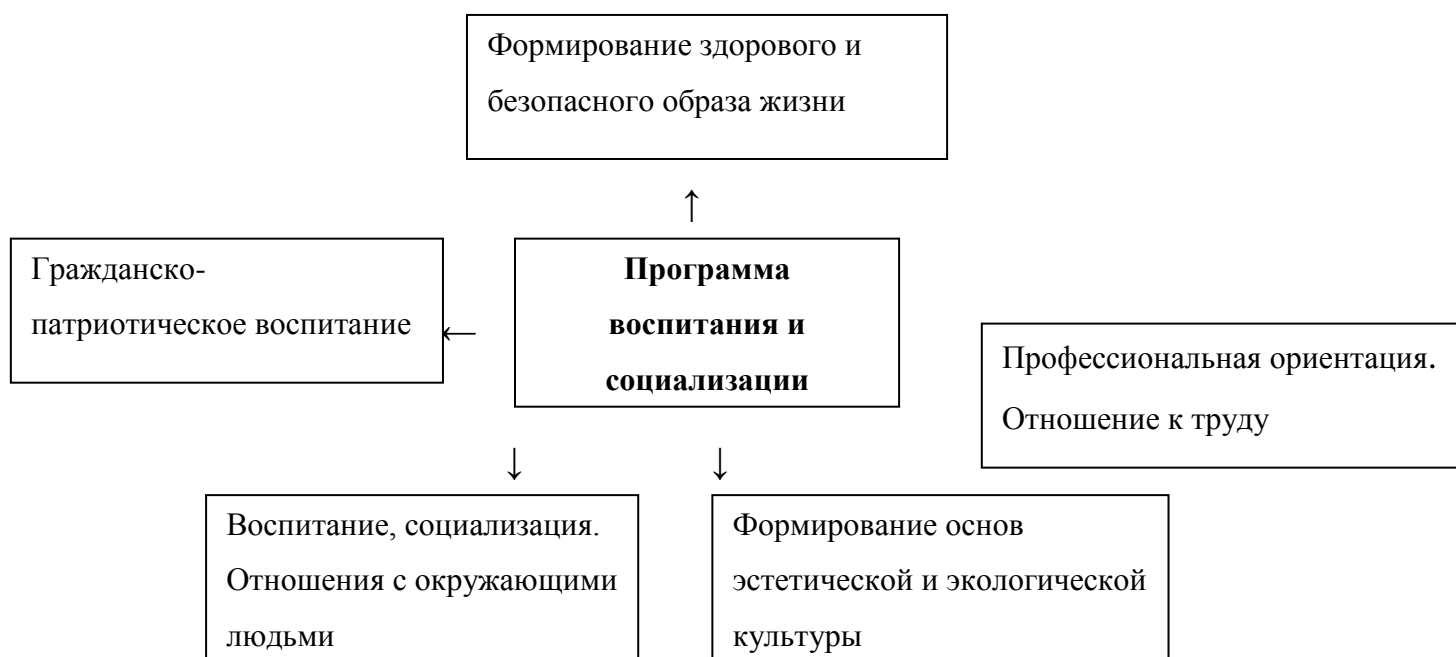 Формирование здорового и
безопасного образа жизни
↑
Гражданско-
патриотическое воспитание
←
Программа
воспитания и
социализации
Профессиональная ориентация.
Отношение к труду
↓ ↓
Воспитание, социализация.
Отношения с окружающими
людьми
Формирование основ
эстетической и экологической
культуры